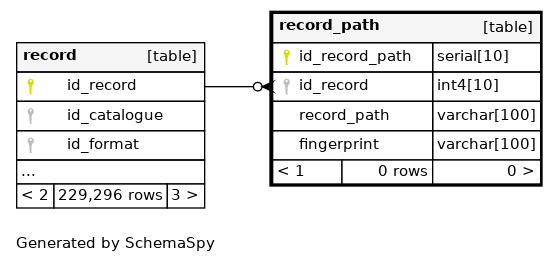 record [table]
id_record
id_catalogue
id_format
...
< 2 229,296 rows 3 >
record_path [table]
id_record_path serial[10]
id_record int4[10]
record_path varchar[100]
fingerprint varchar[100]
< 1 0 rows 0 >
Generated by SchemaSpy